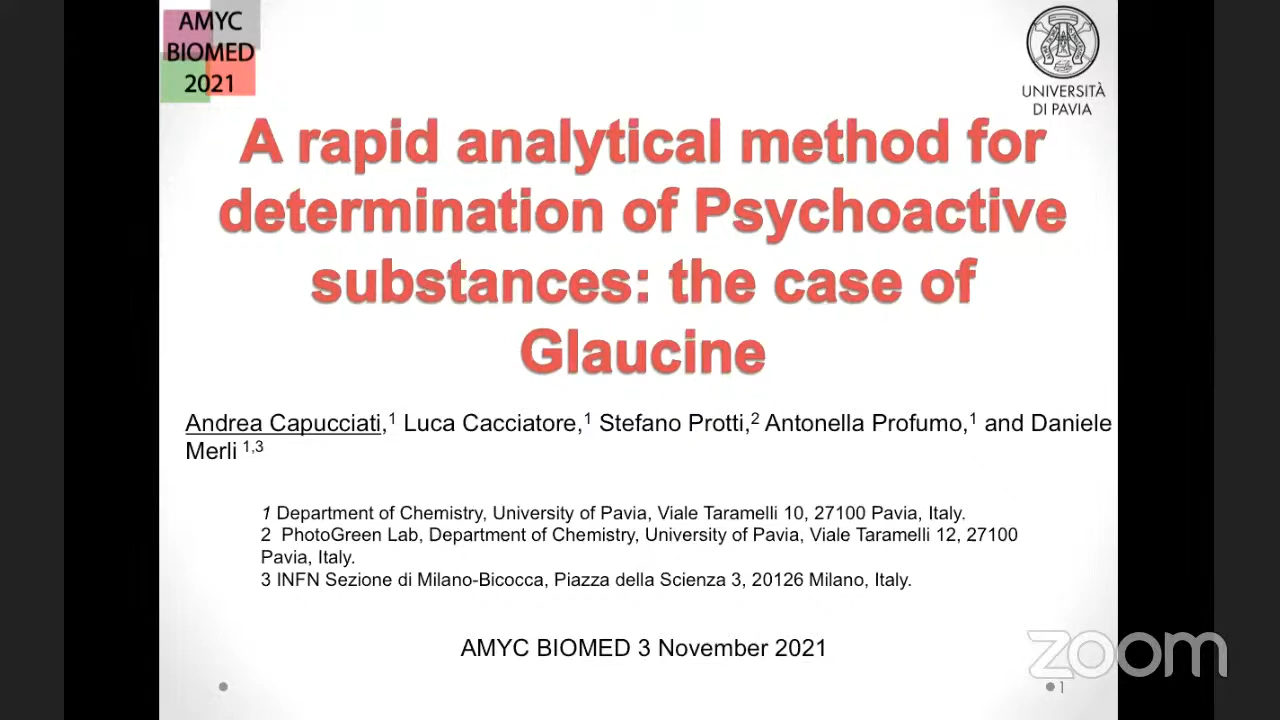 AMYC
BIOMED
2021
UNIVERSITÀ
DI PAVIA
A rapid analytical method for
determination of Psychoactive
substances: the case of
Glaucine
Andrea Capucciati,¹ Luca Cacciatore,¹ Stefano Protti,² Antonella Profumo,¹ and Daniele
Merli ¹,³
1 Department of Chemistry, University of Pavia, Viale Taramelli 10, 27100 Pavia, Italy.
2 PhotoGreen Lab, Department of Chemistry, University of Pavia, Viale Taramelli 12, 27100
Pavia, Italy.
3 INFN Sezione di Milano-Bicocca, Piazza della Scienza 3, 20126 Milano, Italy.
AMYC BIOMED 3 November 2021
zoom
1